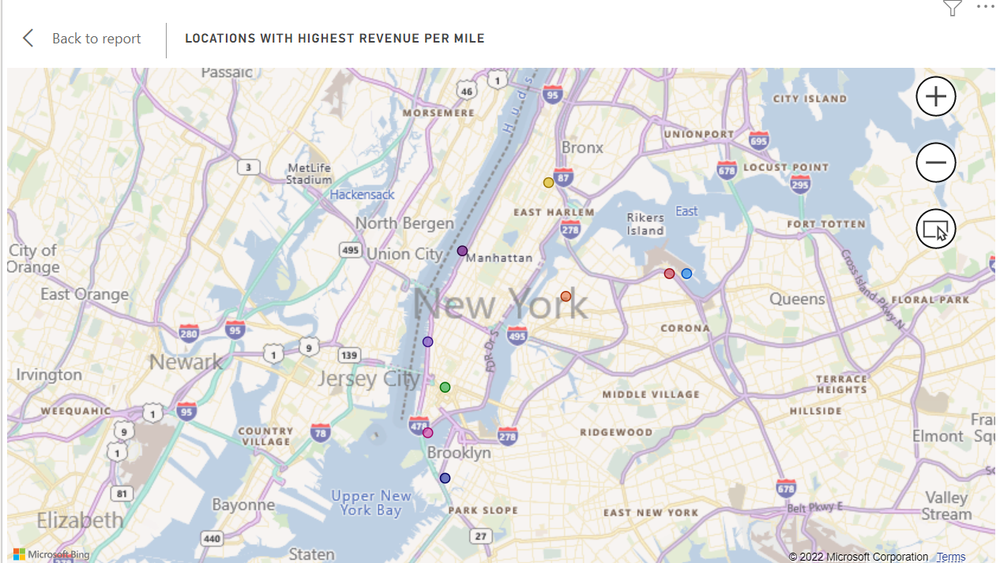 Back to report
LOCATIONS WITH HIGHEST REVENUE PER MILE
Passaic
46
1
95
Huds
CITY ISLAND
MORSEMERE
UNIONPORT
695
Bronx
3
MetLife
Stadium
678
LOCUST POINT
87
295
Hackensack
EAST HARLEM
Rikers
Island
East
North Bergen
278
FORT TOTTEN
City of
Orange
495
Union City
Manhattan
Cross Island Pkwy N
East Orange
New York
Queens
FLORAL PARK
280
95
CORONA
495
FDR Dr S
1
9
139
Newark
Irvington
Jersey City
TERRACE
HEIGHTS
MIDDLE VILLAGE
WEEQUAHIC
1
95
HILLSIDE
478
9
COUNTRY
VILLAGE
78
278
RIDGEWOOD
Elmont
1
Brooklyn
81
Upper New
York Bay
678
Bayonne
PARK SLOPE
EAST NEW YORK
Belt Pkwy E
Valley
Stream
Elizabeth
440
27
Staten
Microsoft Bing
© 2022 Microsoft Corporation Terms